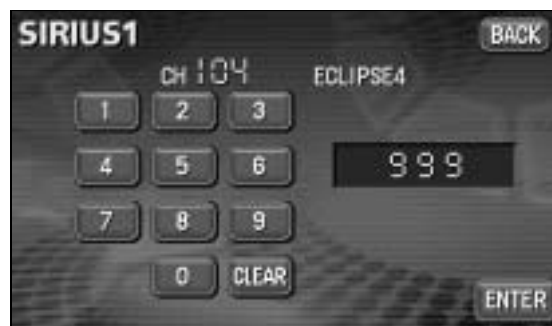 SIRIUS1 BACK
CH 104 ECLIPSE4
1 2 3
4 5 6 999
7 8 9
0 CLEAR
ENTER